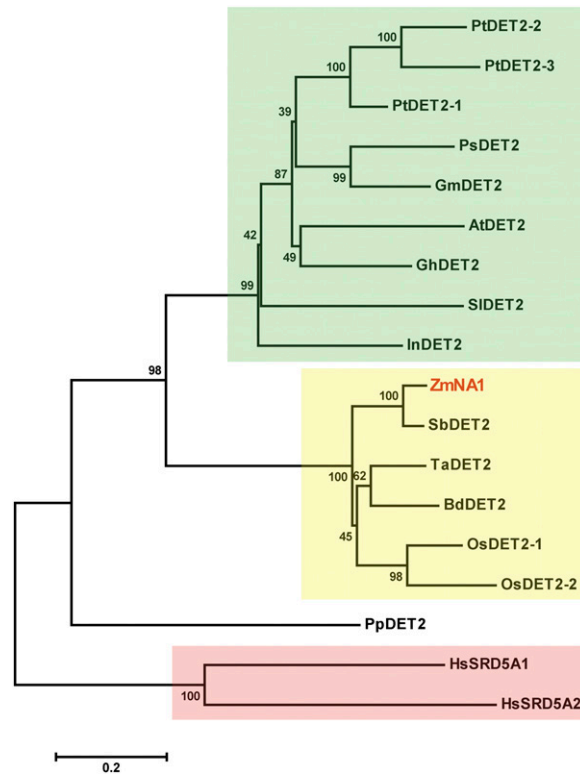 PtDET2-2
100
PtDET2-3
100
PtDET2-1
39
PsDET2
99
GmDET2
87
AtDET2
49
GhDET2
42
SlDET2
99
InDET2
98
ZmNA1
100
SbDET2
100
TaDET2
62
BdDET2
45
OsDET2-1
98
OsDET2-2
PpDET2
HsSRD5A1
100
HsSRD5A2
0.2